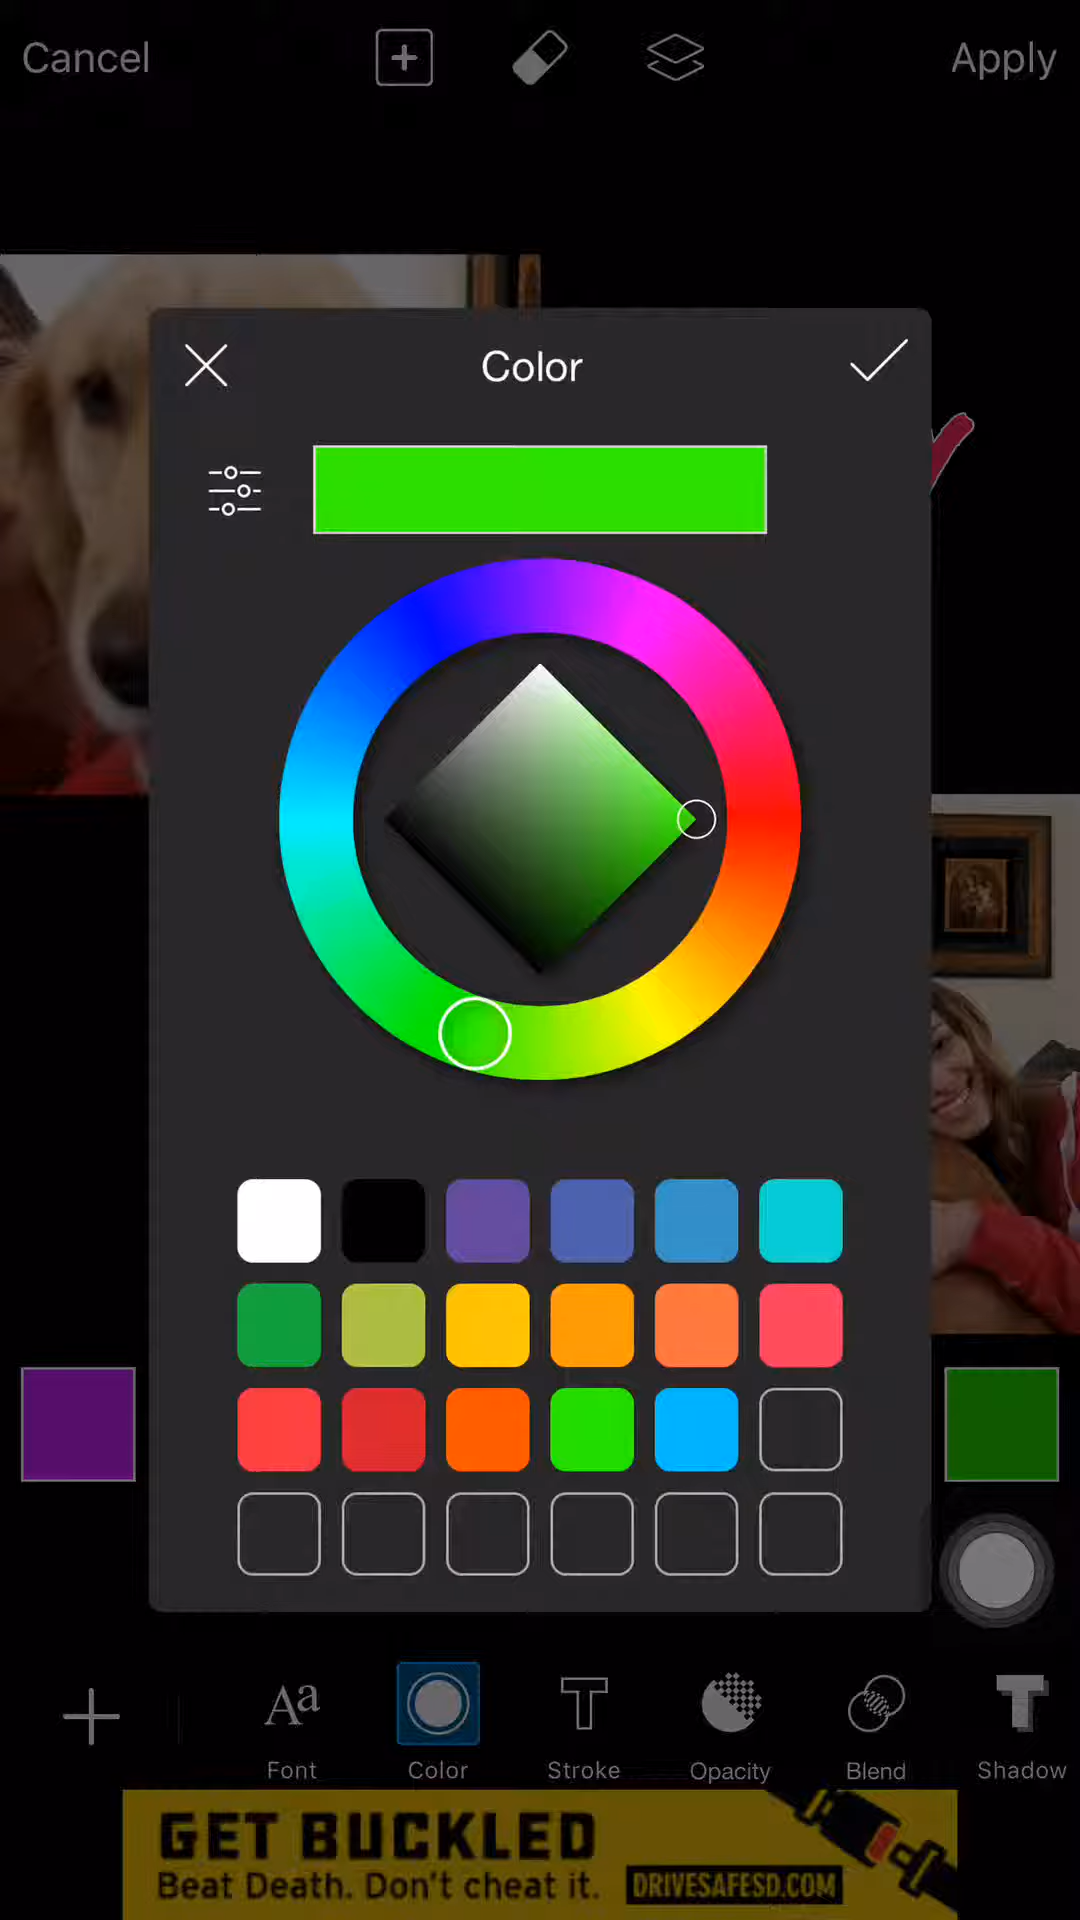 Cancel
Apply
Color
Font
Color
Stroke
Opacity
Blend
Shadow
GET BUCKLED
Beat Death. Don't cheat it.
DRIVESAFESD.COM